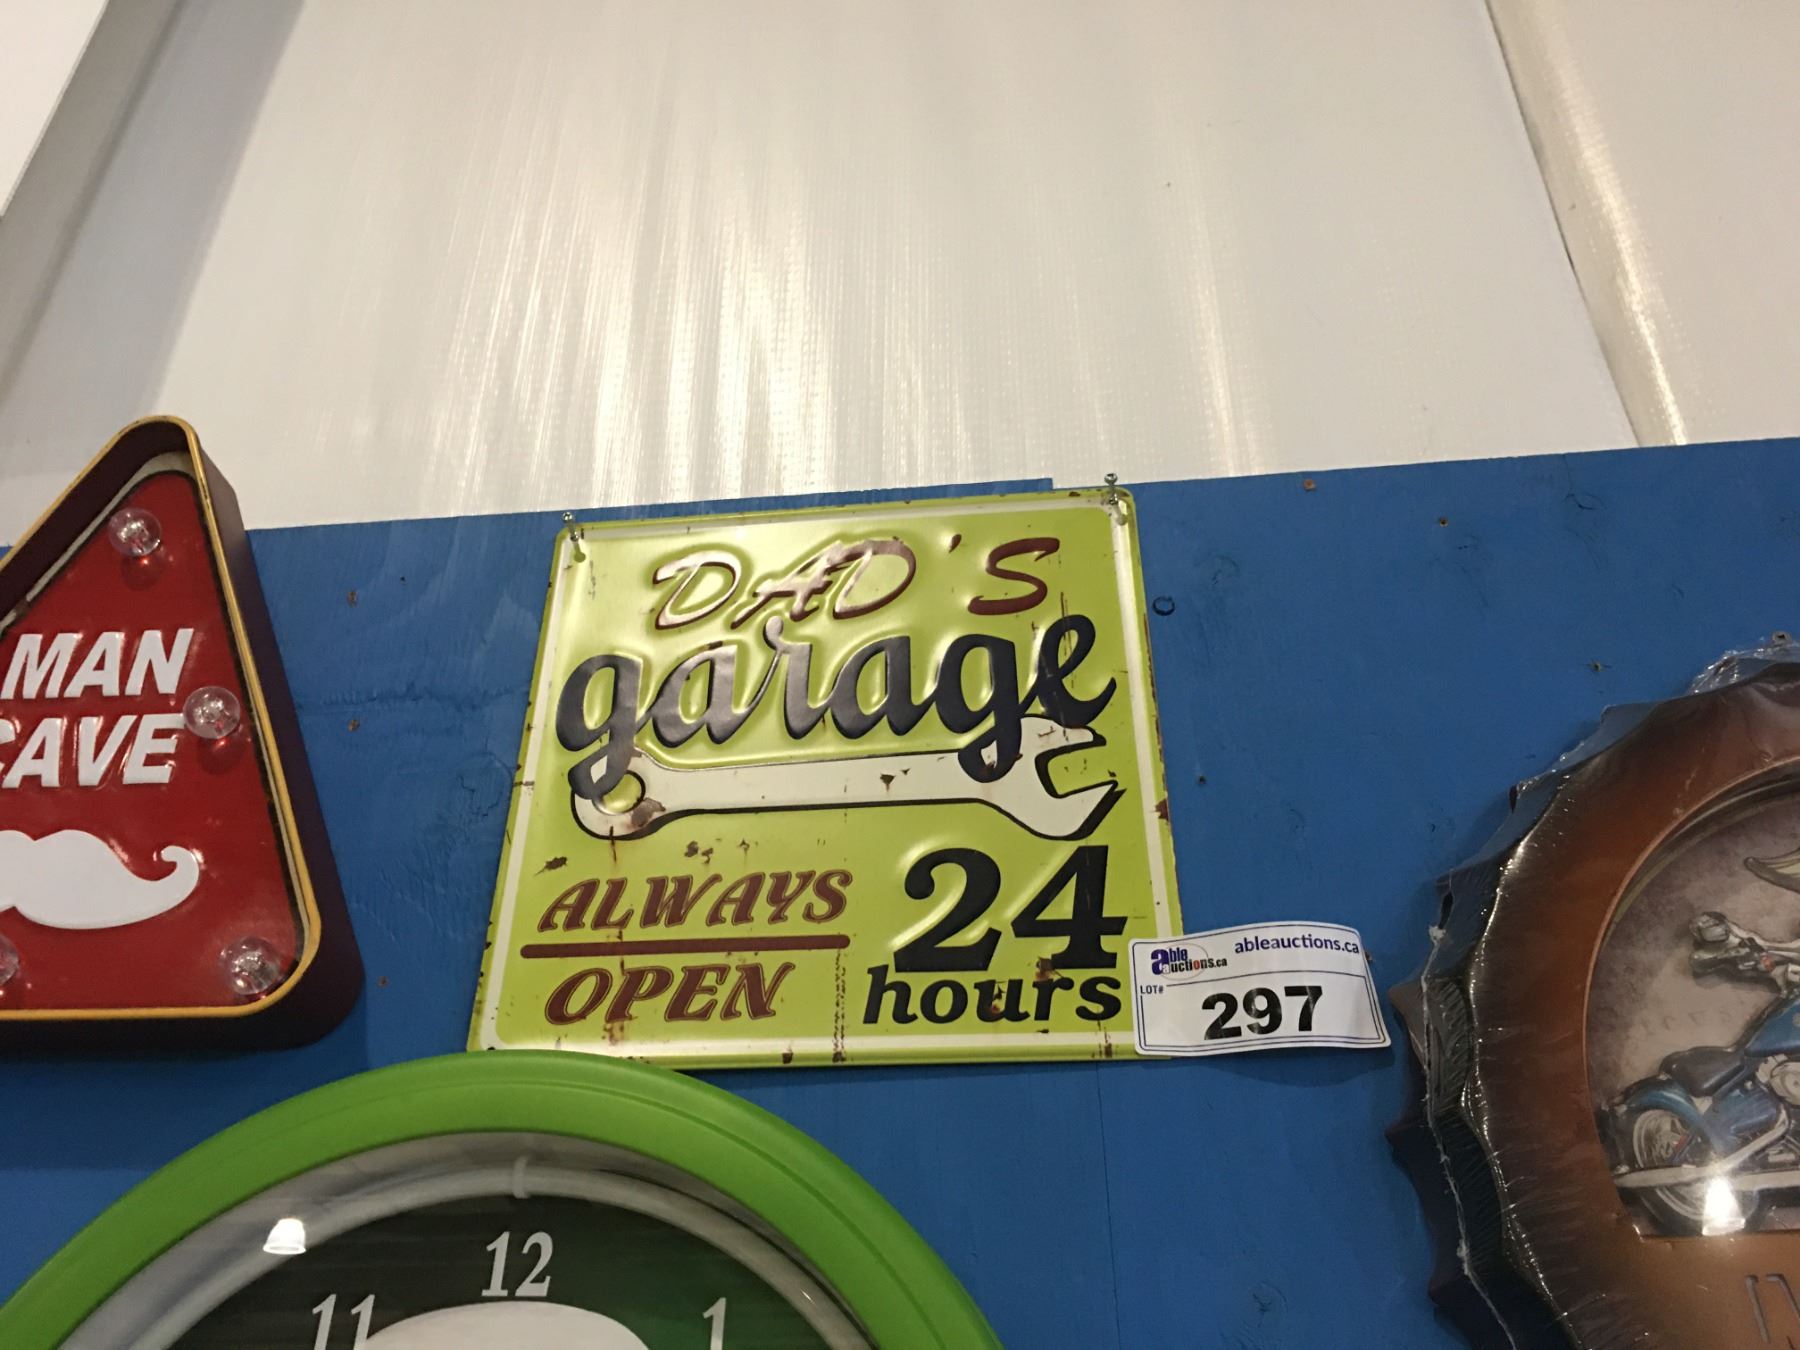 DAD'S
garage
ALWAYS
OPEN
24
hours
able auctions.ca
ableauctions.ca
LOT#
297
MAN
CAVE
12
11
1